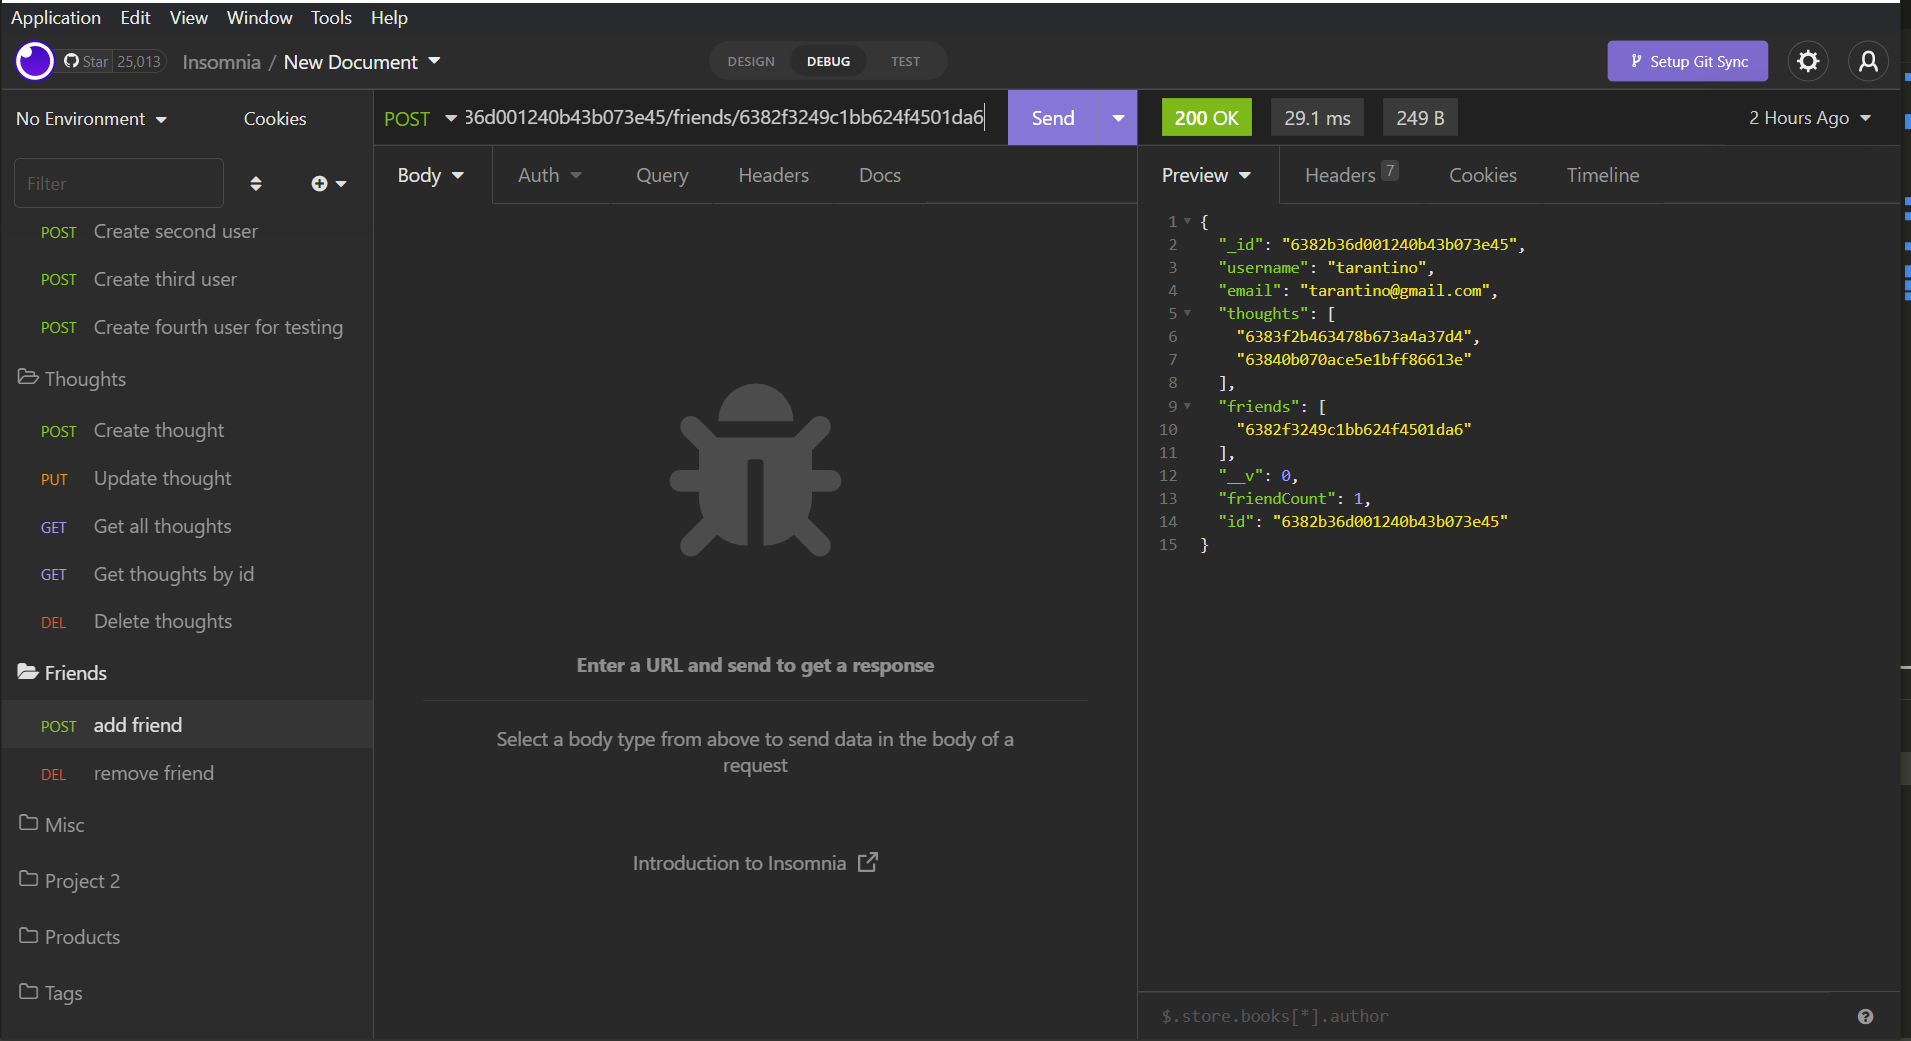 Application Edit View Window Tools Help
Star 25,013 Insomnia / New Document DESIGN DEBUG TEST Setup Git Sync
No Environment Cookies
Filter
POST Create second user
POST Create third user
POST Create fourth user for testing
Thoughts
POST Create thought
PUT Update thought
GET Get all thoughts
GET Get thoughts by id
DEL Delete thoughts
Friends
POST add friend
DEL remove friend
Misc
Project 2
Products
Tags
POST 36d001240b43b073e45/friends/6382f3249c1bb624f4501da6 Send
Body Auth Query Headers Docs
Enter a URL and send to get a response
Select a body type from above to send data in the body of a
request
Introduction to Insomnia
200 OK 29.1 ms 249 B 2 Hours Ago
Preview Headers 7 Cookies Timeline
1 {
2 "_id": "6382b36d001240b43b073e45",
3 "username": "tarantino",
4 "email": "tarantino@gmail.com",
5 "thoughts": [
6 "6383f2b463478b673a4a37d4",
7 "63840b070ace5e1bff86613e"
8 ],
9 "friends": [
10 "6382f3249c1bb624f4501da6"
11 ],
12 "__v": 0,
13 "friendCount": 1,
14 "id": "6382b36d001240b43b073e45"
15 }
$.store.books[*].author